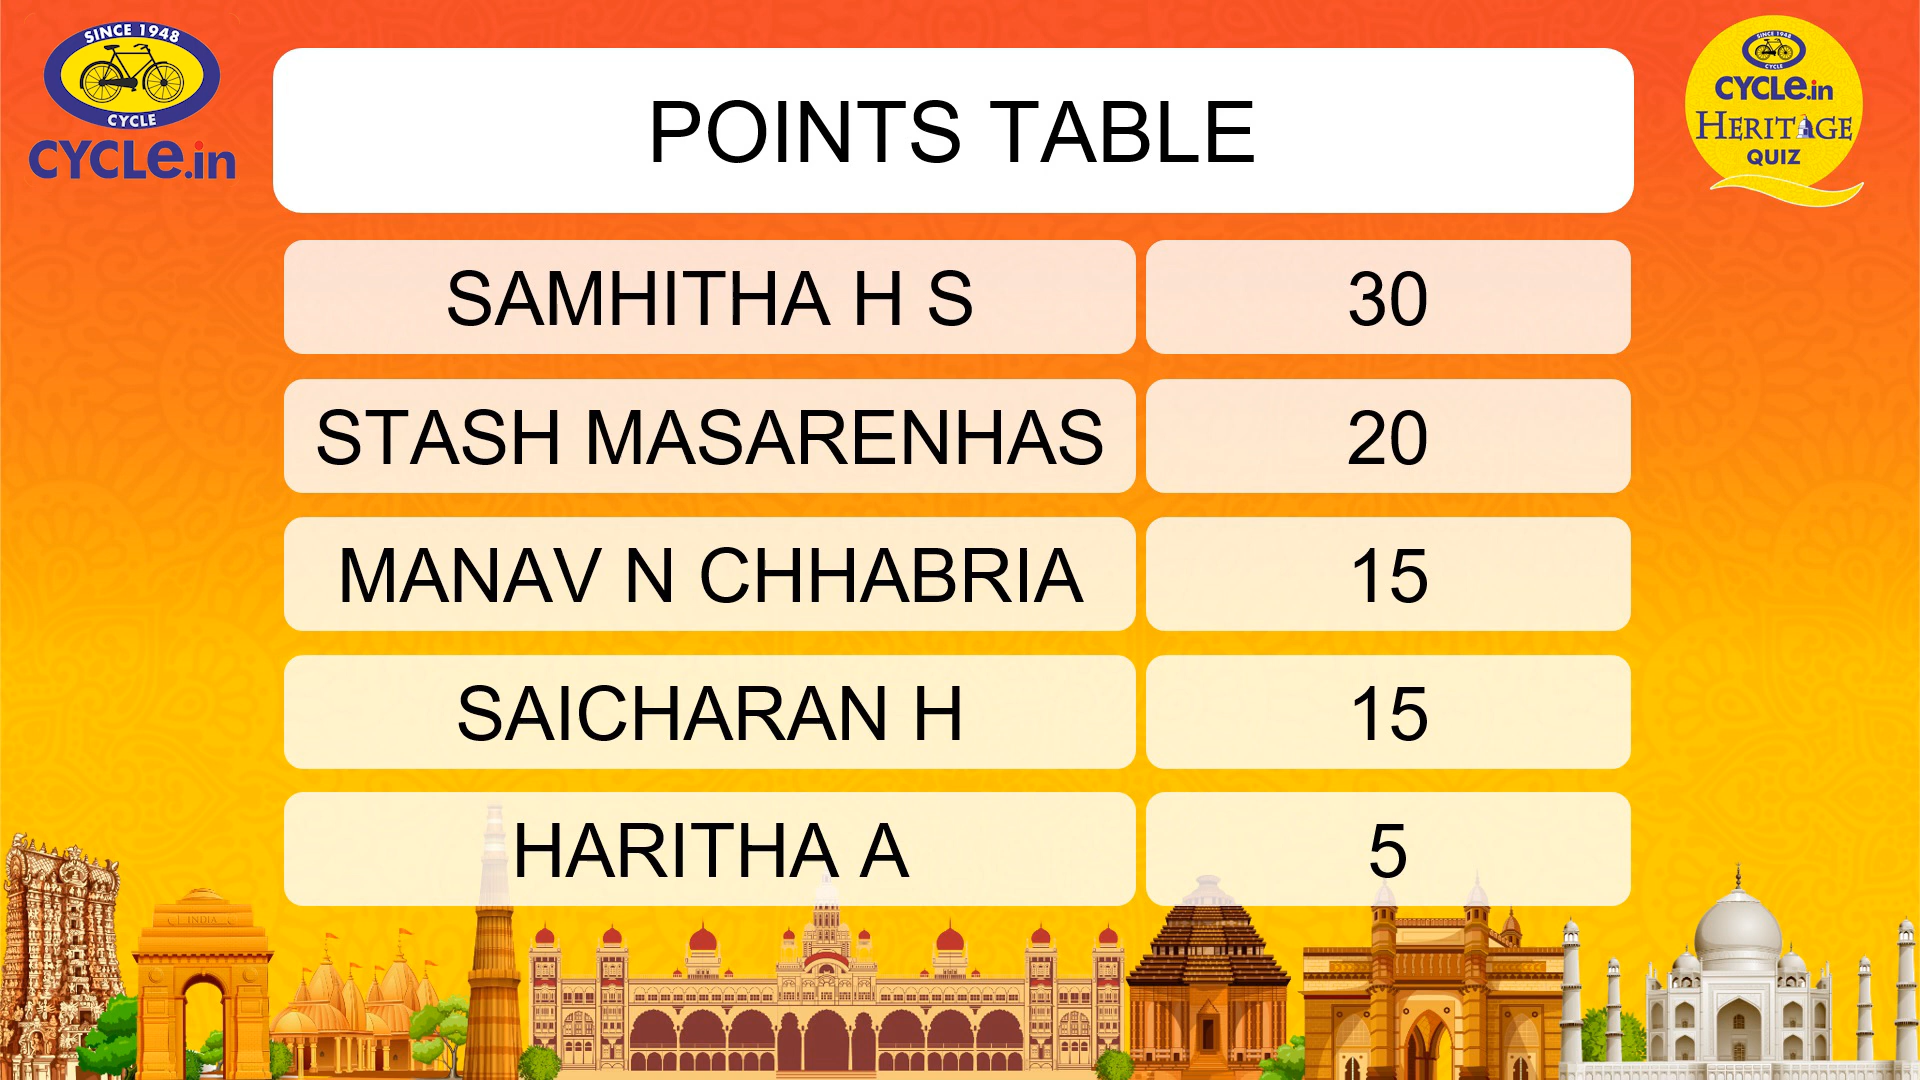 SINCE 1948
CYCLE
CYCLE.in
POINTS TABLE
SINCE 1948
CYCLE
CYCLE.in
HERITAGE
QUIZ
SAMHITHA H S 30
STASH MASARENHAS 20
MANAV N CHHABRIA 15
SAICHARAN H 15
HARITHA A 5
INDIA